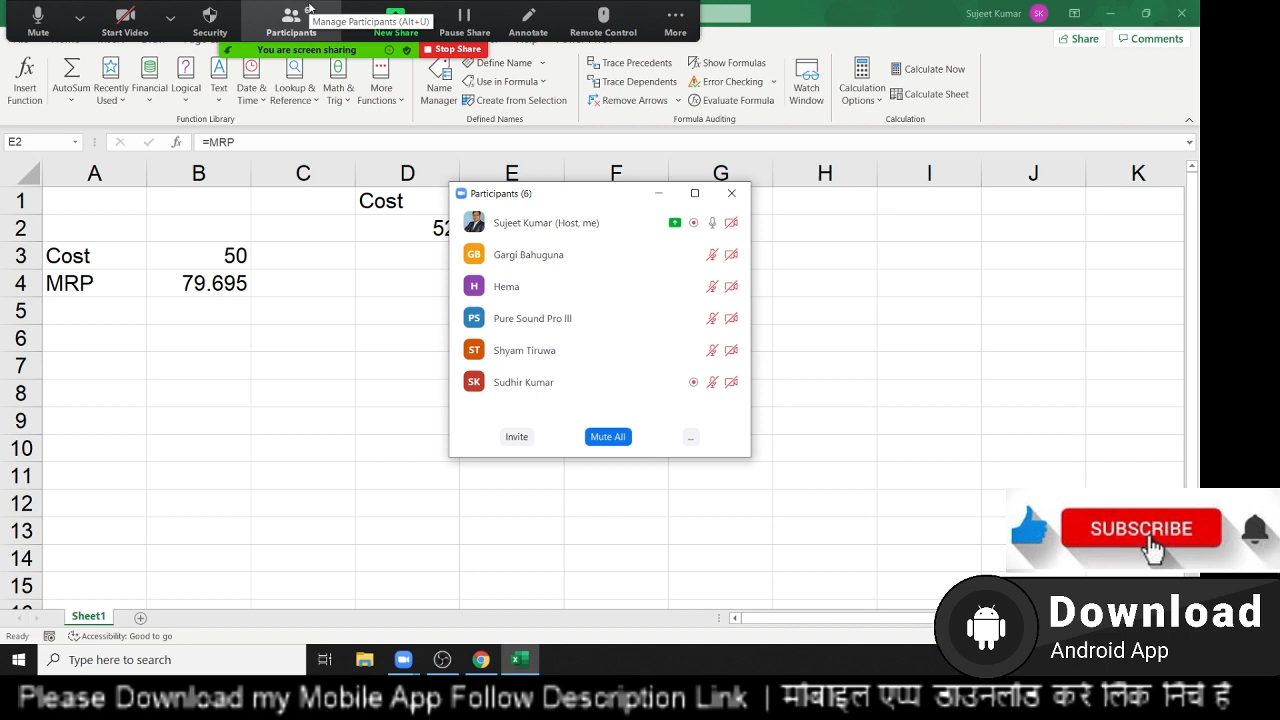 Mute
Start Video
Security
Participants
New Share
Pause Share
Annotate
Remote Control
More
Manage Participants (Alt+U)
You are screen sharing
Stop Share
Sujeet Kumar
SK
Share
Comments
Insert
Function
AutoSum
Recently
Used
Financial
Logical
Text
Date &
Time
Lookup &
Reference
Math &
Trig
More
Functions
Function Library
Name
Manager
Define Name
Use in Formula
Create from Selection
Defined Names
Trace Precedents
Trace Dependents
Remove Arrows
Show Formulas
Error Checking
Evaluate Formula
Formula Auditing
Watch
Window
Calculation
Options
Calculate Now
Calculate Sheet
Calculation
E2
fx
=MRP
A B C D E F G H I J K
1 Cost
2 52
3 Cost 50
4 MRP 79.695
5
6
7
8
9
10
11
12
13
14
15
Participants (6)
Sujeet Kumar (Host, me)
GB Gargi Bahuguna
H Hema
PS Pure Sound Pro III
ST Shyam Tiruwa
SK Sudhir Kumar
Invite
Mute All
...
SUBSCRIBE
Download
Android App
Sheet1
Ready
Accessibility: Good to go
Type here to search
Please Download my Mobile App Follow Description Link | मोबाइल एप्प डाउनलोड करे लिंक निचे है